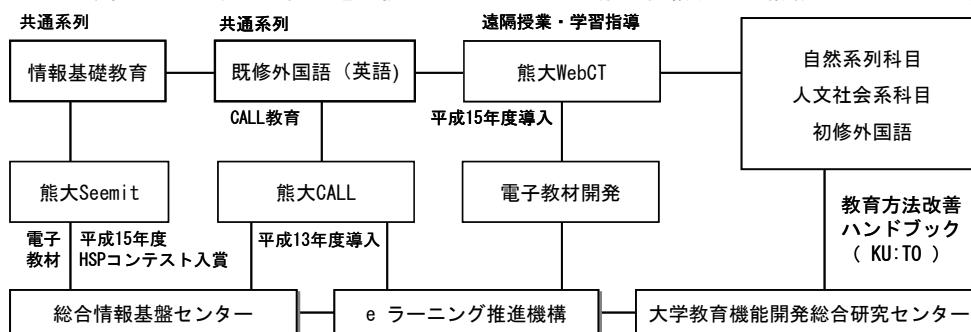 共通系列
共通系列
遠隔授業・学習指導
情報基礎教育
既修外国語（英語）
熊大WebCT
自然系列科目
人文社会系科目
初修外国語
CALL教育
平成15年度導入
熊大Seemit
熊大CALL
電子教材開発
教育方法改善
ハンドブック
（ KU:TO ）
電子
教材
平成15年度
HSPコンテスト入賞
平成13年度導入
総合情報基盤センター
e ラーニング推進機構
大学教育機能開発総合研究センター